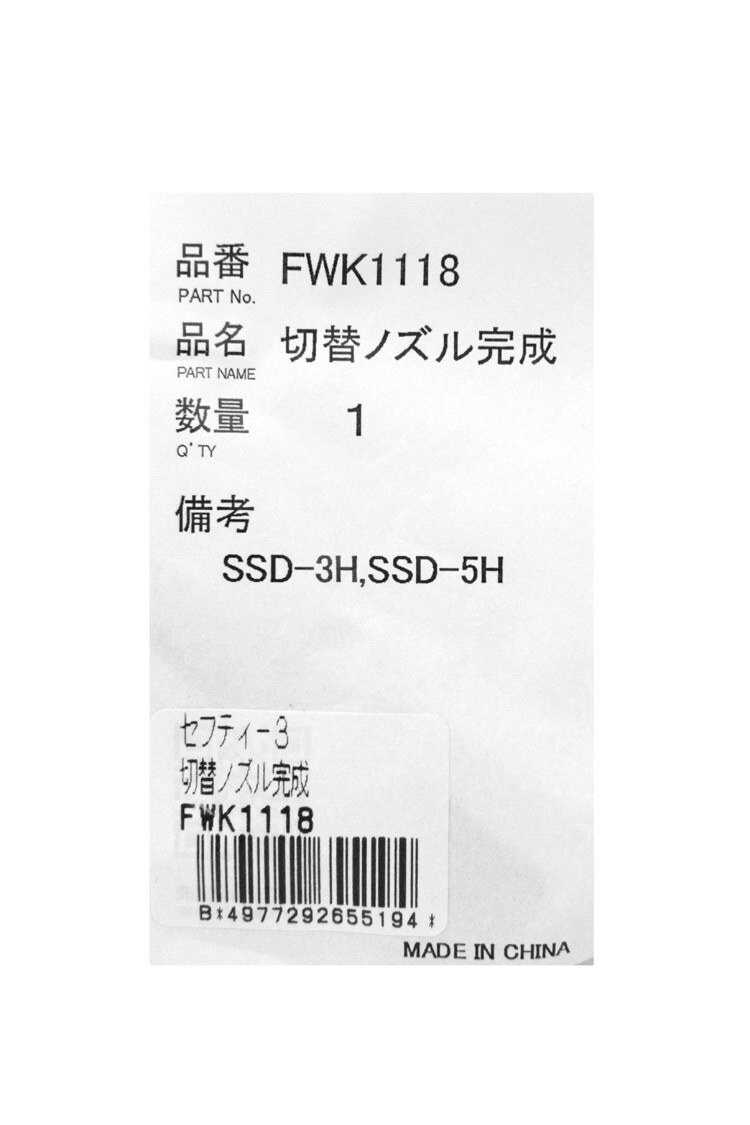 品番 FWK1118
PART No.
品名 切替ノズル完成
PART NAME
数量 1
Q'TY
備考
SSD-3H,SSD-5H
セフティー3
切替ノズル完成
FWK1118
B*4977292655194*
MADE IN CHINA